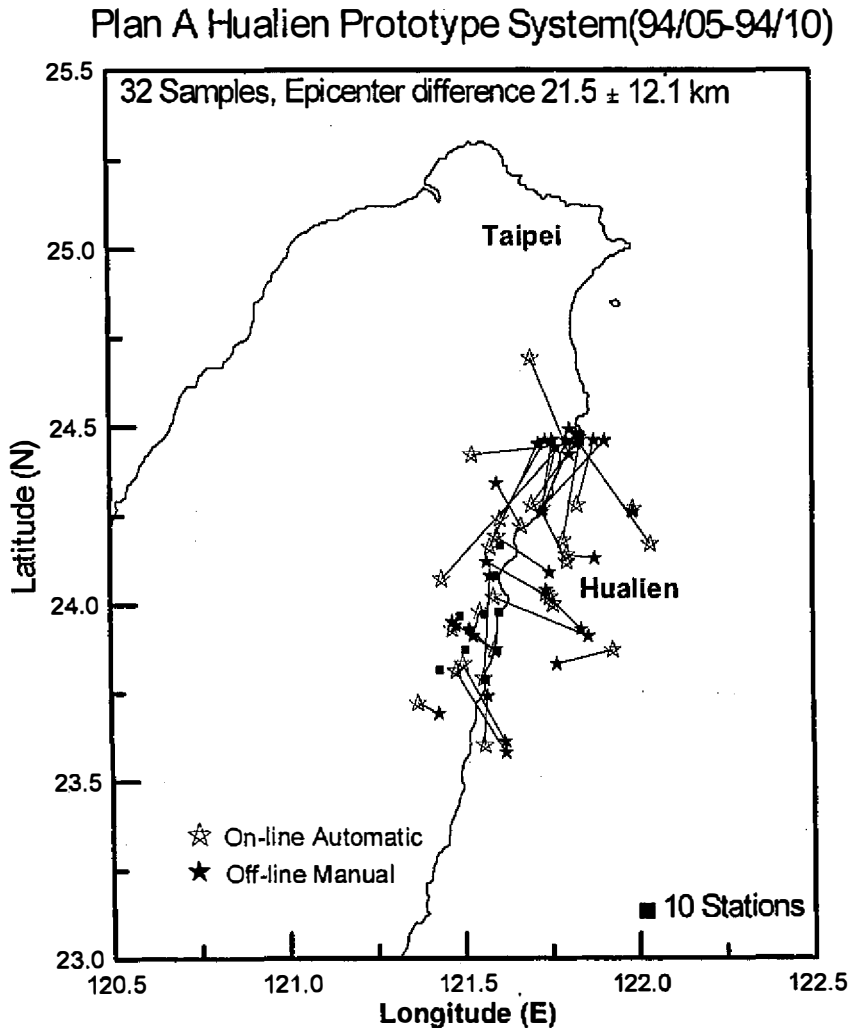 Plan A Hualien Prototype System(94/05-94/10)
25.5
32 Samples, Epicenter difference 21.5 ± 12.1 km
Taipei
25.0
24.5
Latitude (N)
24.0
Hualien
23.5
On-line Automatic
Off-line Manual
10 Stations
23.0
120.5 121.0 121.5 122.0 122.5
Longitude (E)